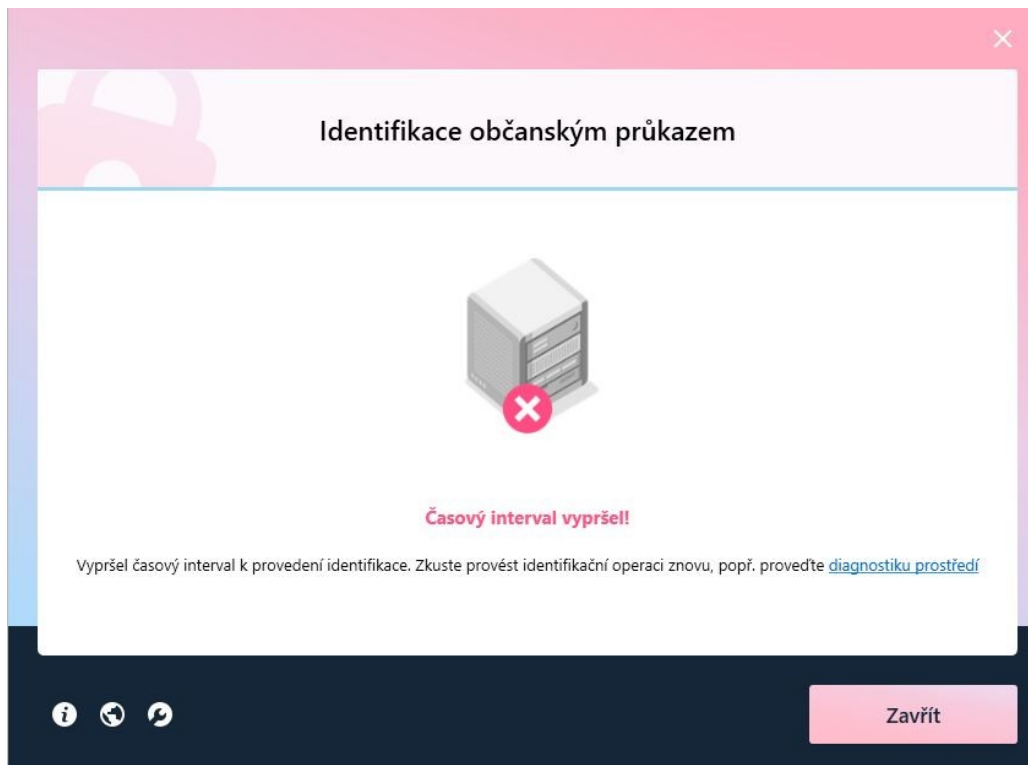 Identifikace občanským průkazem
Časový interval vypršel!
Vypršel časový interval k provedení identifikace. Zkuste provést identifikační operaci znovu, popř. proveďte diagnostiku prostředí
Zavřít